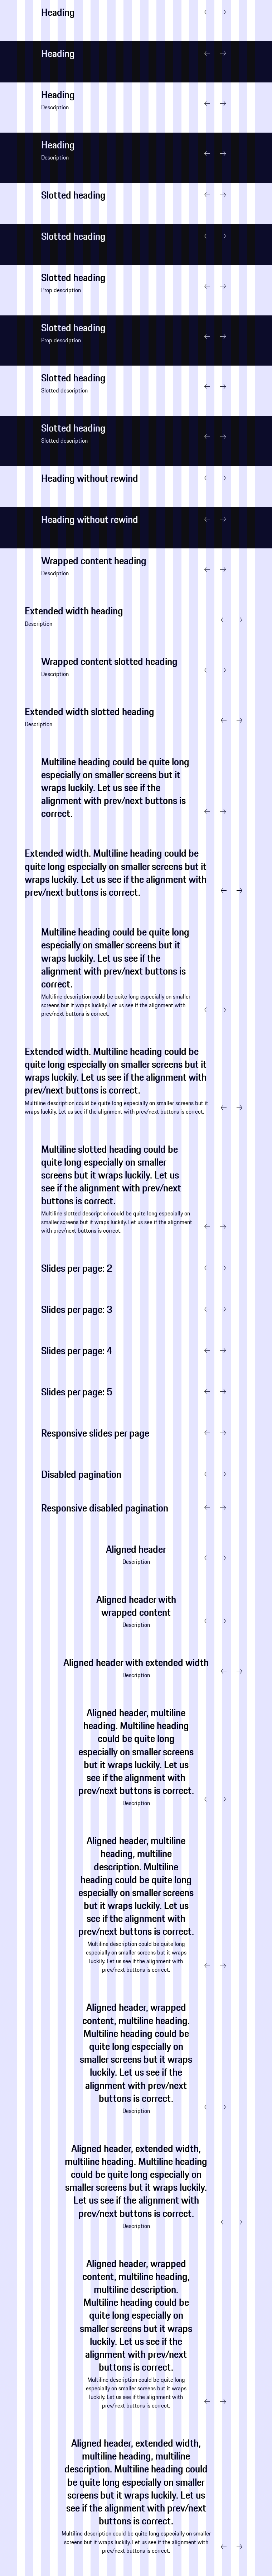 Heading
Heading
Heading
Description
Heading
Description
Slotted heading
Slotted heading
Slotted heading
Prop description
Slotted heading
Prop description
Slotted heading
Slotted description
Slotted heading
Slotted description
Heading without rewind
Heading without rewind
Wrapped content heading
Description
Extended width heading
Description
Wrapped content slotted heading
Description
Extended width slotted heading
Description
Multiline heading could be quite long
especially on smaller screens but it
wraps luckily. Let us see if the
alignment with prev/next buttons is
correct.
Extended width. Multiline heading could be
quite long especially on smaller screens but it
wraps luckily. Let us see if the alignment with
prev/next buttons is correct.
Multiline heading could be quite long
especially on smaller screens but it
wraps luckily. Let us see if the
alignment with prev/next buttons is
correct.
Multiline description could be quite long especially on smaller
screens but it wraps luckily. Let us see if the alignment with
prev/next buttons is correct.
Extended width. Multiline heading could be
quite long especially on smaller screens but it
wraps luckily. Let us see if the alignment with
prev/next buttons is correct.
Multiline description could be quite long especially on smaller screens but it
wraps luckily. Let us see if the alignment with prev/next buttons is correct.
Multiline slotted heading could be
quite long especially on smaller
screens but it wraps luckily. Let us
see if the alignment with prev/next
buttons is correct.
Multiline slotted description could be quite long especially on
smaller screens but it wraps luckily. Let us see if the alignment
with prev/next buttons is correct.
Slides per page: 2
Slides per page: 3
Slides per page: 4
Slides per page: 5
Responsive slides per page
Disabled pagination
Responsive disabled pagination
Aligned header
Description
Aligned header with
wrapped content
Description
Aligned header with extended width
Description
Aligned header, multiline
heading. Multiline heading
could be quite long
especially on smaller screens
but it wraps luckily. Let us
see if the alignment with
prev/next buttons is correct.
Description
Aligned header, multiline
heading, multiline
description. Multiline
heading could be quite long
especially on smaller screens
but it wraps luckily. Let us
see if the alignment with
prev/next buttons is correct.
Multiline description could be quite long
especially on smaller screens but it wraps
luckily. Let us see if the alignment with
prev/next buttons is correct.
Aligned header, wrapped
content, multiline heading.
Multiline heading could be
quite long especially on
smaller screens but it wraps
luckily. Let us see if the
alignment with prev/next
buttons is correct.
Description
Aligned header, extended width,
multiline heading. Multiline heading
could be quite long especially on
smaller screens but it wraps luckily.
Let us see if the alignment with
prev/next buttons is correct.
Description
Aligned header, wrapped
content, multiline heading,
multiline description.
Multiline heading could be
quite long especially on
smaller screens but it wraps
luckily. Let us see if the
alignment with prev/next
buttons is correct.
Multiline description could be quite long
especially on smaller screens but it wraps
luckily. Let us see if the alignment with
prev/next buttons is correct.
Aligned header, extended width,
multiline heading, multiline
description. Multiline heading could
be quite long especially on smaller
screens but it wraps luckily. Let us
see if the alignment with prev/next
buttons is correct.
Multiline description could be quite long especially on smaller
screens but it wraps luckily. Let us see if the alignment with
prev/next buttons is correct.